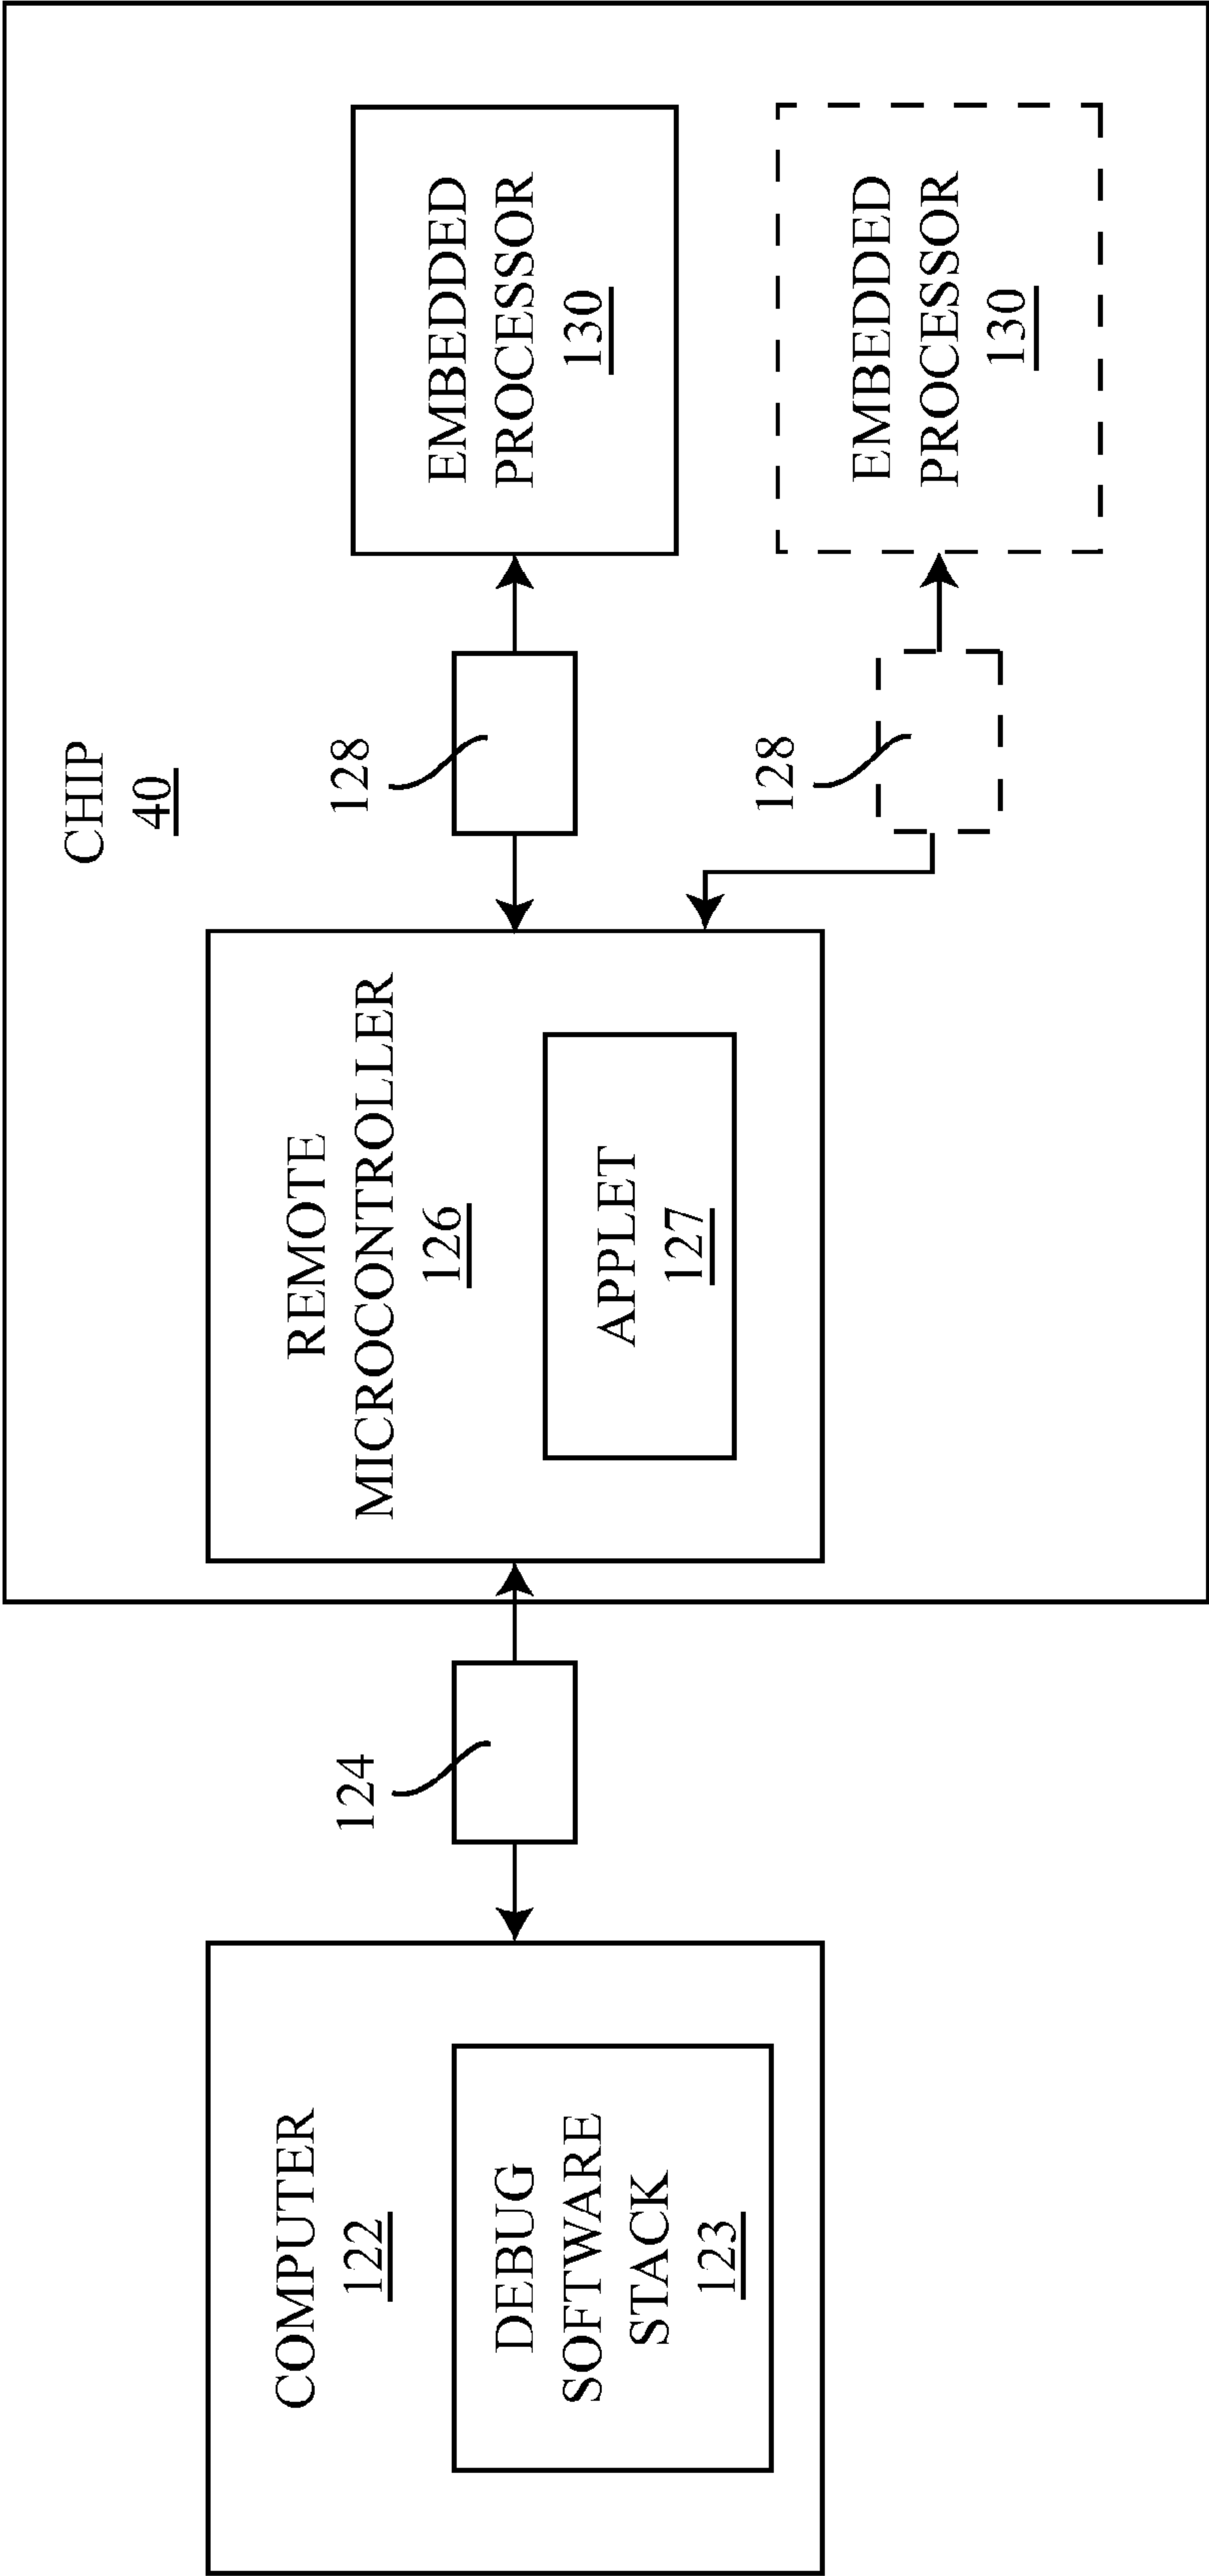 COMPUTER
122
DEBUG
SOFTWARE
STACK
123
124
CHIP
40
REMOTE
MICROCONTROLLER
126
APPLET
127
128
EMBEDDED
PROCESSOR
130
128
EMBEDDED
PROCESSOR
130